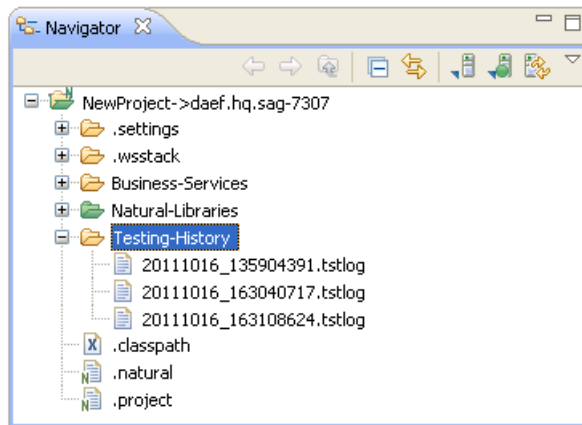 Navigator
NewProject->daef.hq.sag-7307
.settings
.wsstack
Business-Services
Natural-Libraries
Testing-History
20111016_135904391.tstlog
20111016_163040717.tstlog
20111016_163108624.tstlog
.classpath
.natural
.project